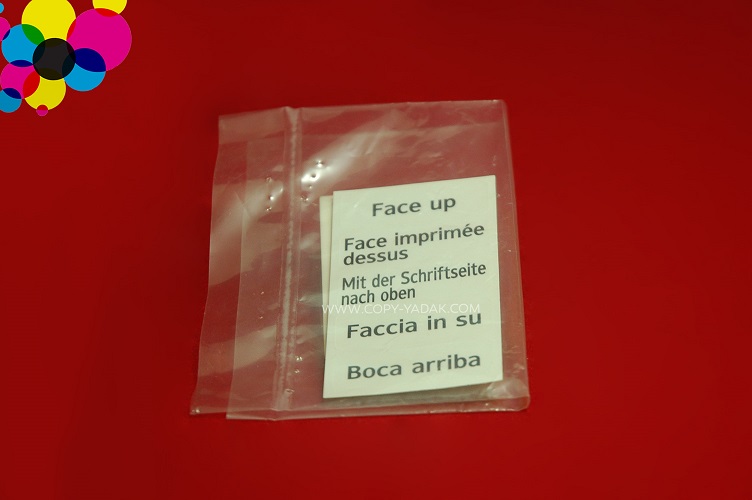 Face up
Face imprimée
dessus
Mit der Schriftseite
nach oben
WWW.COPY-YADAK.COM
Faccia in su
Boca arriba